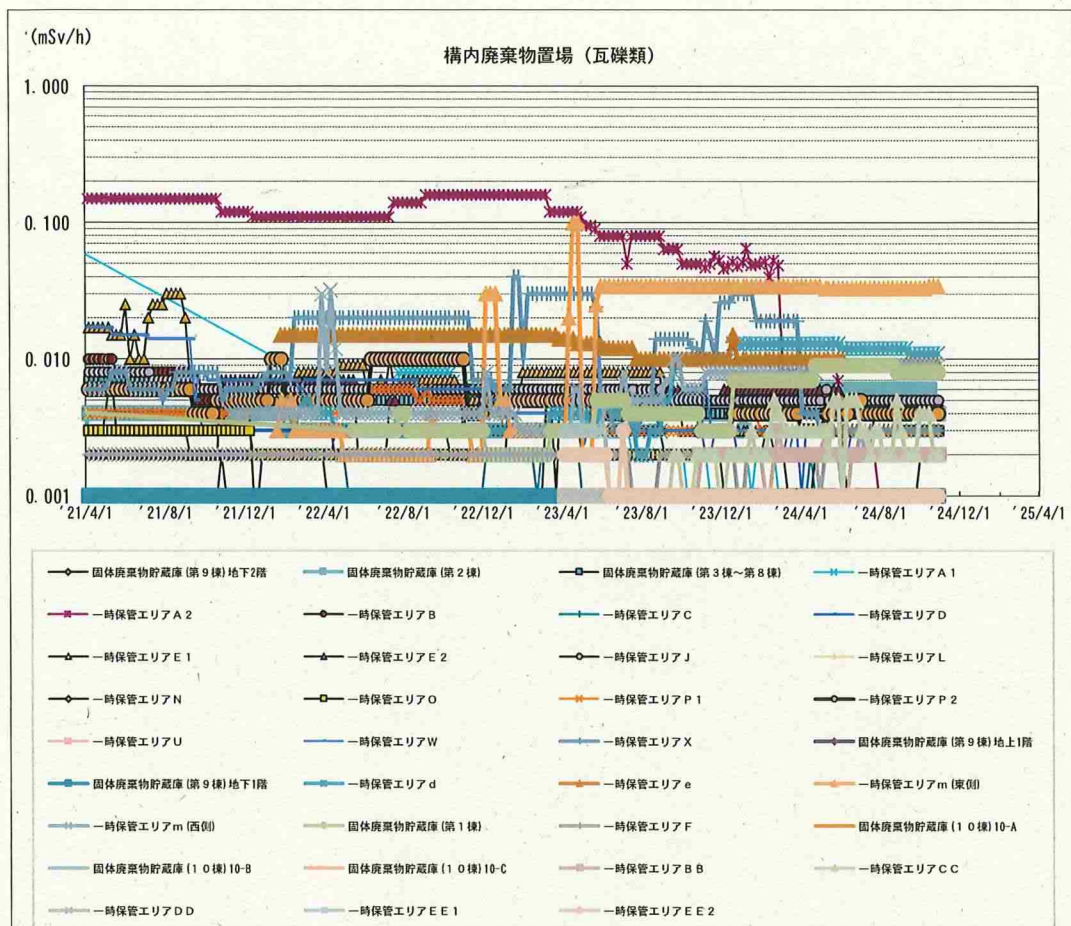 (mSv/h)
構内廃棄物置場（瓦礫類）
1.000
0.100
0.010
0.001
'21/4/1 '21/8/1 '21/12/1 '22/4/1 '22/8/1 '22/12/1 '23/4/1 '23/8/1 '23/12/1 '24/4/1 '24/8/1 '24/12/1 '25/4/1
固体廃棄物貯蔵庫(第9棟)地下2階 固体廃棄物貯蔵庫(第2棟) 固体廃棄物貯蔵庫(第3棟～第8棟) 一時保管エリアA1
一時保管エリアA2 一時保管エリアB 一時保管エリアC 一時保管エリアD
一時保管エリアE1 一時保管エリアE2 一時保管エリアJ 一時保管エリアL
一時保管エリアN 一時保管エリアO 一時保管エリアP1 一時保管エリアP2
一時保管エリアU 一時保管エリアW 一時保管エリアX 固体廃棄物貯蔵庫(第9棟)地上1階
固体廃棄物貯蔵庫(第9棟)地下1階 一時保管エリアd 一時保管エリアe 一時保管エリアm(東側)
一時保管エリアm(西側) 固体廃棄物貯蔵庫(第1棟) 一時保管エリアF 固体廃棄物貯蔵庫(10棟)10-A
固体廃棄物貯蔵庫(10棟)10-B 固体廃棄物貯蔵庫(10棟)10-C 一時保管エリアBB 一時保管エリアCC
一時保管エリアDD 一時保管エリアEE1 一時保管エリアEE2